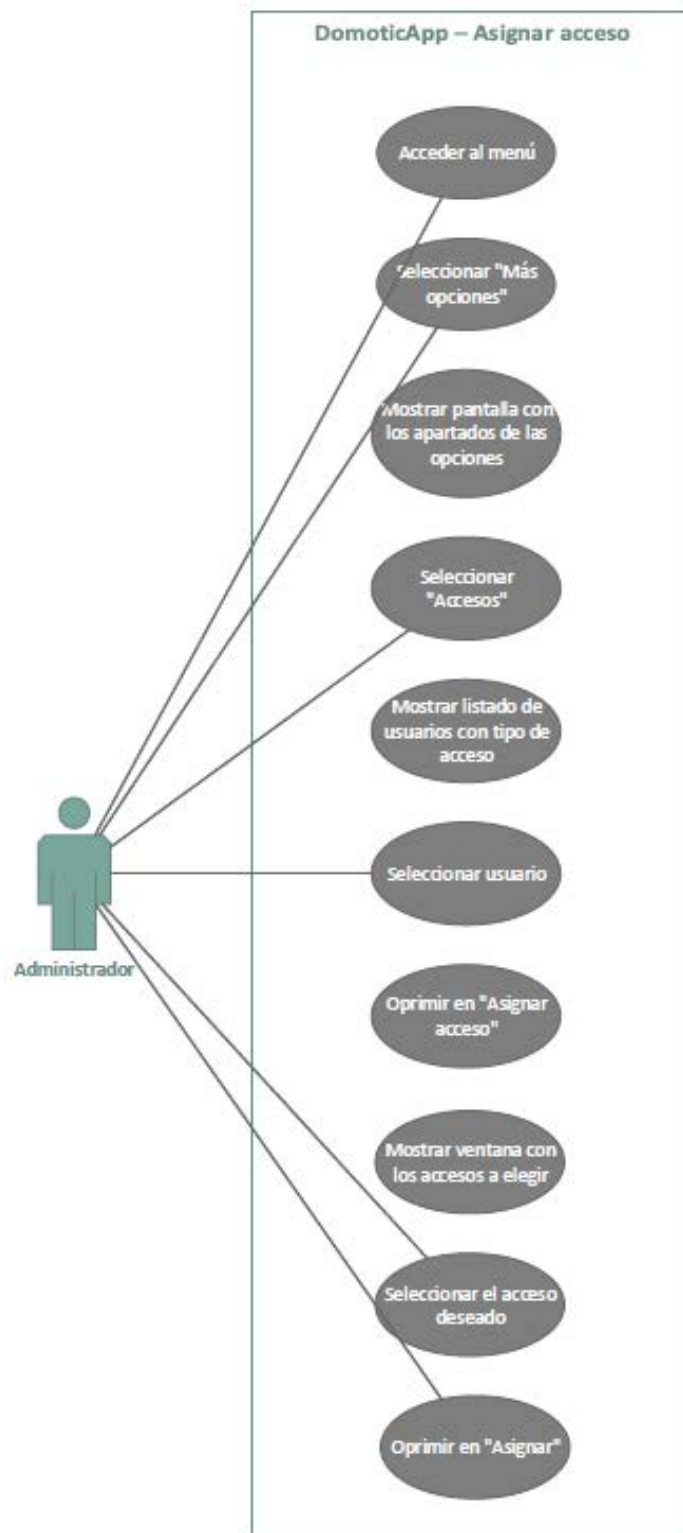 DomoticApp – Asignar acceso
Acceder al menú
Seleccionar "Más
opciones"
Mostrar pantalla con
los apartados de las
opciones
Seleccionar
"Accesos"
Mostrar listado de
usuarios con tipo de
acceso
Seleccionar usuario
Administrador
Oprimir en "Asignar
acceso"
Mostrar ventana con
los accesos a elegir
Seleccionar el acceso
deseado
Oprimir en "Asignar"